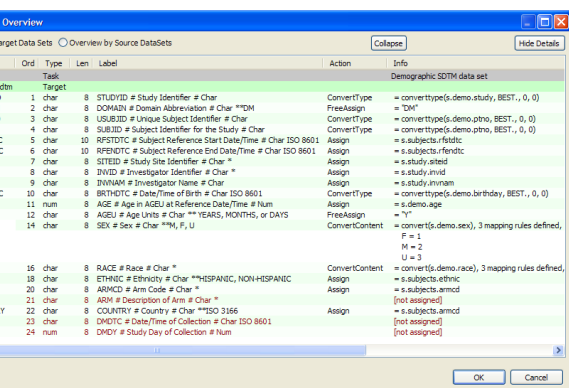 Overview
arget Data Sets Overview by Source DataSets Collapse Hide Details
Ord Type Len Label Action Info
Task Demographic SDTM data set
dtm Target
1 char 8 STUDYID # Study Identifier # Char ConvertType = converttype(s.demo.study, BEST., 0, 0)
2 char 8 DOMAIN # Domain Abbreviation # Char **DM FreeAssign = "DM"
3 char 8 USUBJID # Unique Subject Identifier # Char ConvertType = converttype(s.demo.ptno, BEST., 0, 0)
4 char 8 SUBJID # Subject Identifier for the Study # Char ConvertType = converttype(s.demo.ptno, BEST., 0, 0)
C 5 char 10 RFSTDTC # Subject Reference Start Date/Time # Char ISO 8601 Assign = s.subjects.rfstdtc
C 6 char 10 RFENDTC # Subject Reference End Date/Time # Char ISO 8601 Assign = s.subjects.rfendtc
7 char 8 SITEID # Study Site Identifier # Char * Assign = s.study.siteid
8 char 8 INVID # Investigator Identifier # Char * Assign = s.study.invid
9 char 8 INVNAM # Investigator Name # Char Assign = s.study.invnam
C 10 char 8 BRTHDTC # Date/Time of Birth # Char ISO 8601 ConvertType = converttype(s.demo.birthday, BEST., 0, 0)
11 num 8 AGE # Age in AGEU at Reference Date/Time # Num Assign = s.demo.age
12 char 8 AGEU # Age Units # Char ** YEARS, MONTHS, or DAYS FreeAssign = "Y"
14 char 8 SEX # Sex # Char **M, F, U ConvertContent = convert(s.demo.sex), 3 mapping rules defined,
F = 1
M = 2
U = 3
16 char 8 RACE # Race # Char * ConvertContent = convert(s.demo.race), 3 mapping rules defined,
18 char 8 ETHNIC # Ethnicity # Char **HISPANIC, NON-HISPANIC Assign = s.subjects.ethnic
20 char 8 ARMCD # Arm Code # Char * Assign = s.subjects.armcd
21 char 8 ARM # Description of Arm # Char * [not assigned]
Y 22 char 8 COUNTRY # Country # Char **ISO 3166 Assign = s.subjects.armcd
23 char 8 DMDTC # Date/Time of Collection # Char ISO 8601 [not assigned]
24 num 8 DMDY # Study Day of Collection # Num [not assigned]
OK Cancel